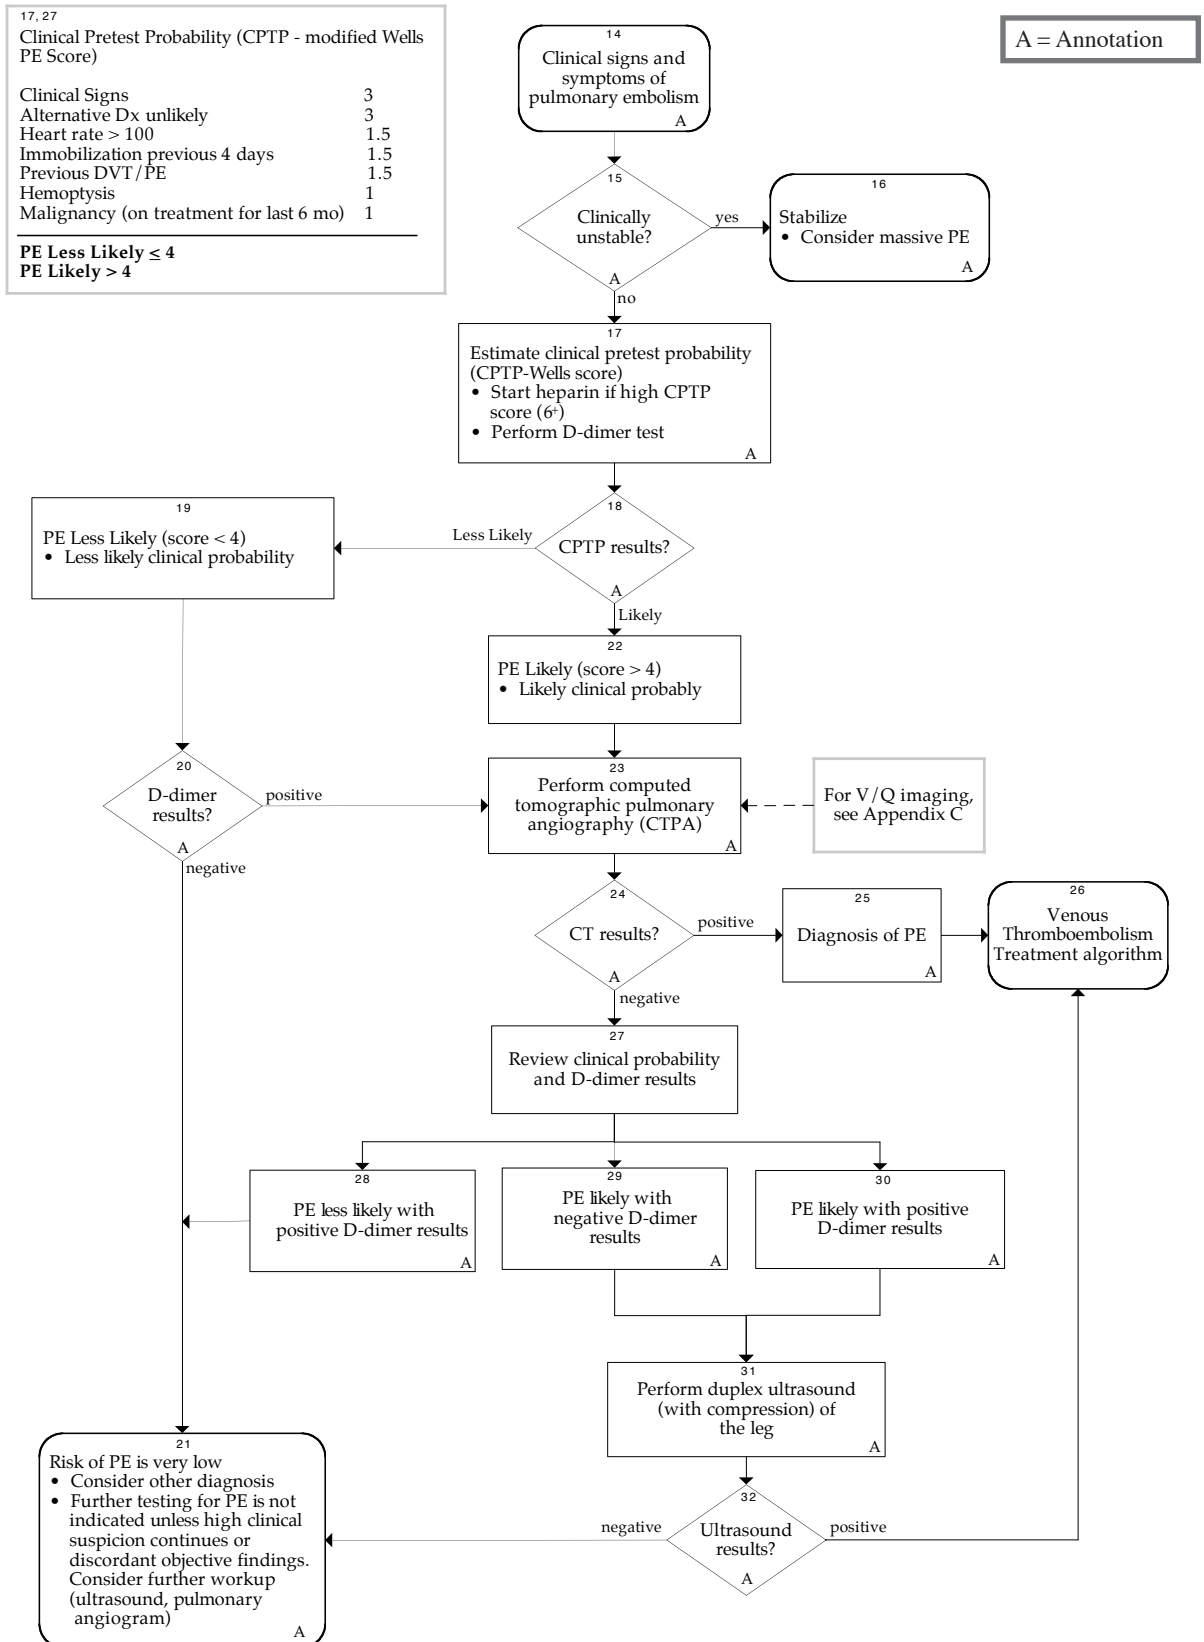 17, 27
Clinical Pretest Probability (CPTP - modified Wells
PE Score)
Clinical Signs 3
Alternative Dx unlikely 3
Heart rate > 100 1.5
Immobilization previous 4 days 1.5
Previous DVT/PE 1.5
Hemoptysis 1
Malignancy (on treatment for last 6 mo) 1
PE Less Likely ≤ 4
PE Likely > 4
A = Annotation
14
Clinical signs and
symptoms of
pulmonary embolism
A
15
Clinically
unstable?
A
yes
16
Stabilize
• Consider massive PE
A
no
17
Estimate clinical pretest probability
(CPTP-Wells score)
• Start heparin if high CPTP
score (6+)
• Perform D-dimer test
A
18
CPTP results?
A
Less Likely
19
PE Less Likely (score < 4)
• Less likely clinical probability
Likely
22
PE Likely (score > 4)
• Likely clinical probably
20
D-dimer
results?
A
positive
negative
23
Perform computed
tomographic pulmonary
angiography (CTPA)
A
For V/Q imaging,
see Appendix C
24
CT results?
A
positive
25
Diagnosis of PE
A
26
Venous
Thromboembolism
Treatment algorithm
negative
27
Review clinical probability
and D-dimer results
28
PE less likely with
positive D-dimer results
A
29
PE likely with
negative D-dimer
results
A
30
PE likely with positive
D-dimer results
A
31
Perform duplex ultrasound
(with compression) of
the leg
A
32
Ultrasound
results?
A
negative
positive
21
Risk of PE is very low
• Consider other diagnosis
• Further testing for PE is not
indicated unless high clinical
suspicion continues or
discordant objective findings.
Consider further workup
(ultrasound, pulmonary
angiogram)
A